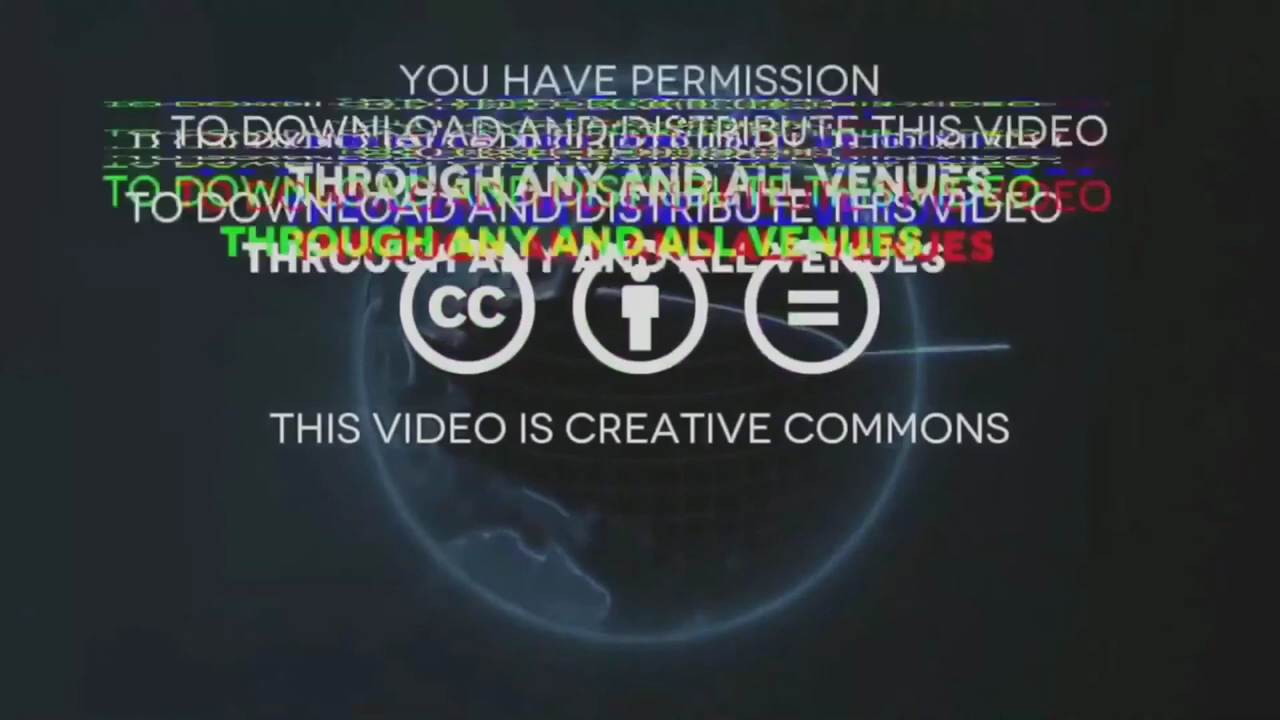 YOU HAVE PERMISSION
TO DOWNLOAD AND DISTRIBUTE THIS VIDEO
THROUGH ANY AND ALL VENUES
TO DOWNLOAD AND DISTRIBUTE THIS VIDEO
THROUGH ANY AND ALL VENUES
CC
THIS VIDEO IS CREATIVE COMMONS